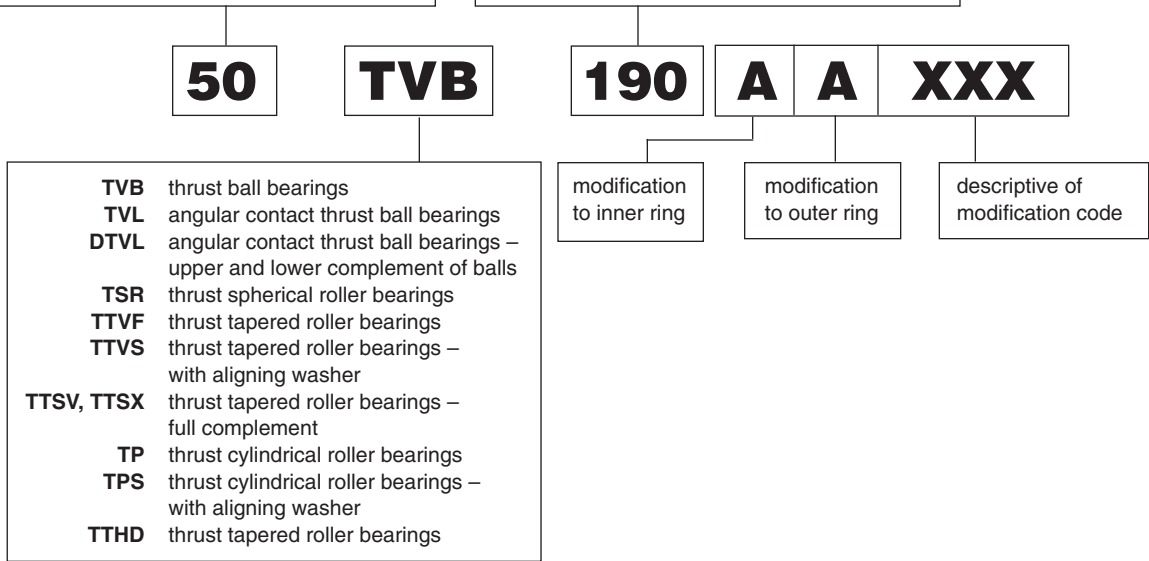 50 TVB 190 A A XXX
TVB thrust ball bearings
TVL angular contact thrust ball bearings
DTVL angular contact thrust ball bearings –
upper and lower complement of balls
TSR thrust spherical roller bearings
TTVF thrust tapered roller bearings
TTVS thrust tapered roller bearings –
with aligning washer
TTSV, TTSX thrust tapered roller bearings –
full complement
TP thrust cylindrical roller bearings
TPS thrust cylindrical roller bearings –
with aligning washer
TTHD thrust tapered roller bearings
modification
to inner ring
modification
to outer ring
descriptive of
modification code